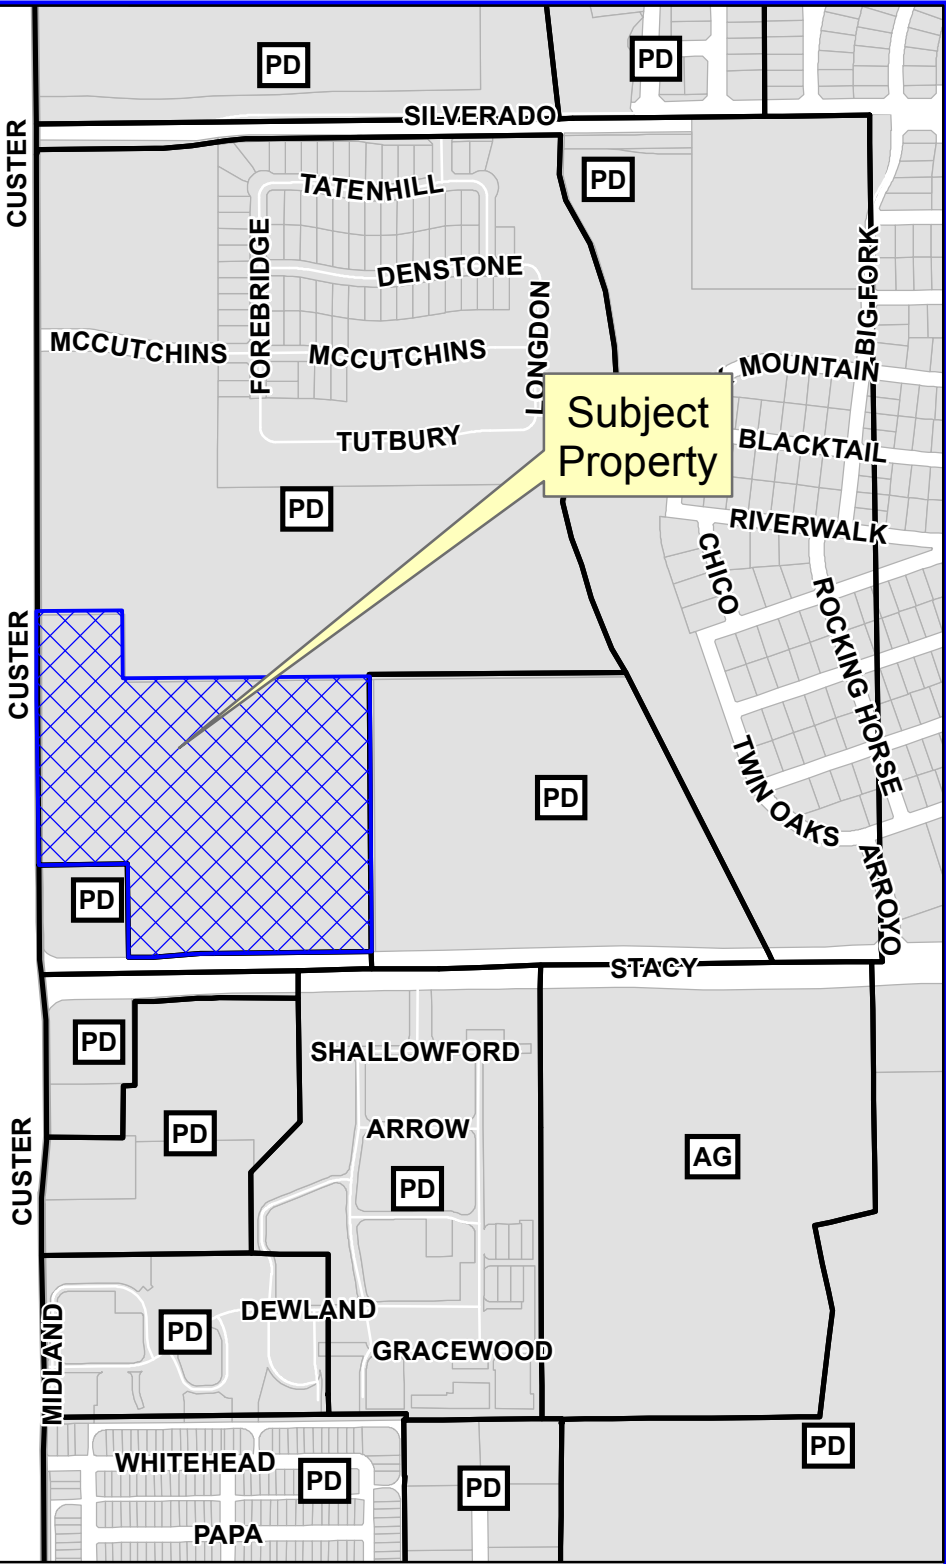 PD
PD
SILVERADO
CUSTER
TATENHILL
PD
FOREBRIDGE
DENSTONE
BIG FORK
LONGDON
MCCUTCHINS
MCCUTCHINS
MOUNTAIN
Subject
Property
TUTBURY
BLACKTAIL
PD
RIVERWALK
CHICO
ROCKING HORSE
CUSTER
TWIN OAKS
PD
PD
ARROYO
STACY
PD
SHALLOWFORD
PD
ARROW
CUSTER
AG
PD
DEWLAND
MIDLAND
PD
GRACEWOOD
PD
WHITEHEAD
PD
PD
PAPA